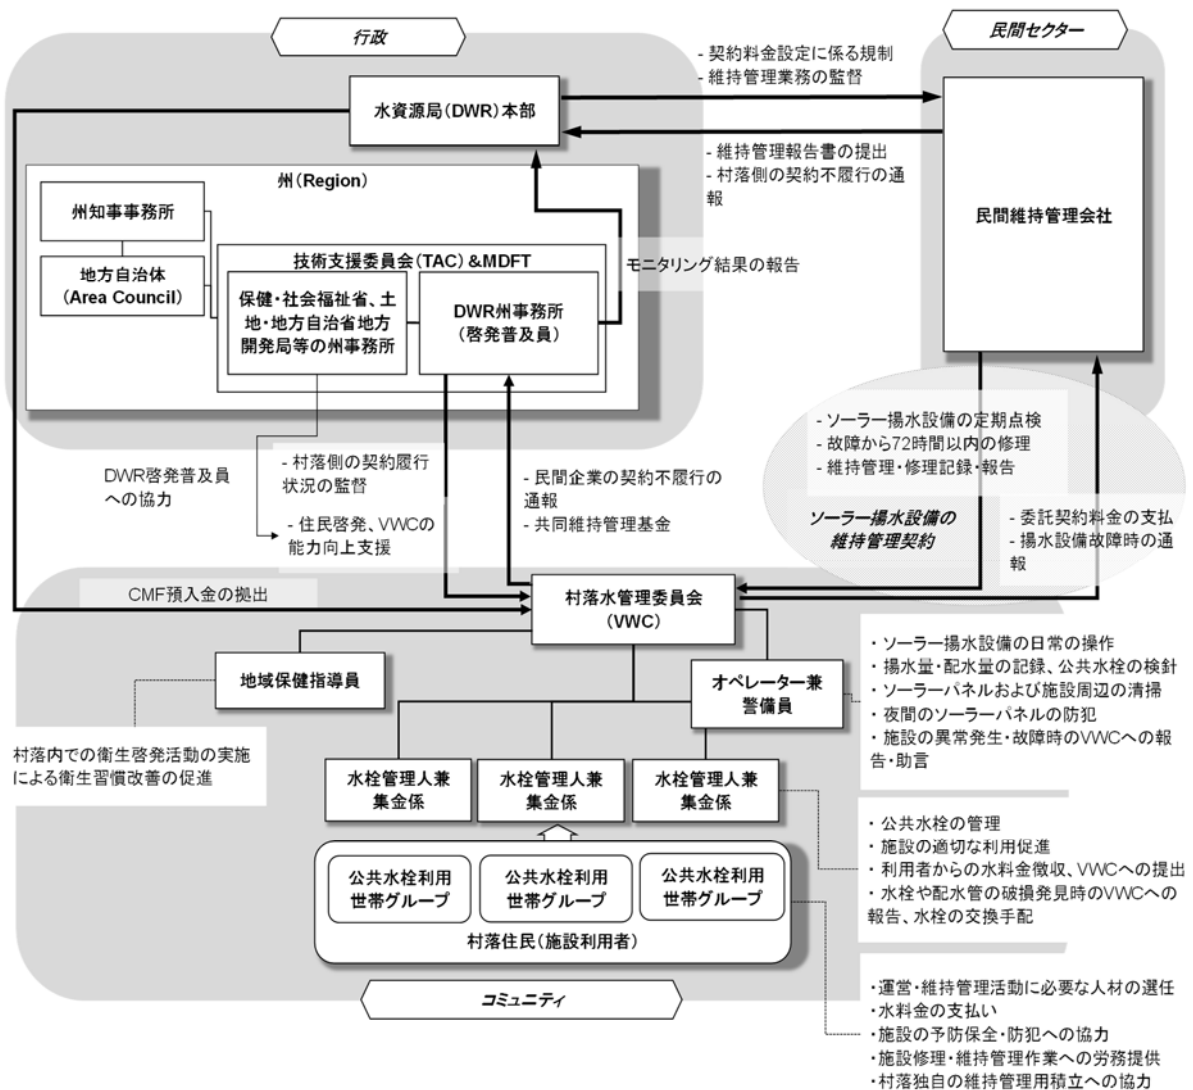 行政
民間セクター
- 契約料金設定に係る規制
- 維持管理業務の監督
水資源局(DWR)本部
- 維持管理報告書の提出
- 村落側の契約不履行の通
報
民間維持管理会社
州(Region)
州知事事務所
地方自治体
(Area Council)
技術支援委員会(TAC)&MDFT
保健・社会福祉省、土
地・地方自治省地方
開発局等の州事務所
DWR州事務所
(啓発普及員)
モニタリング結果の報告
- ソーラー揚水設備の定期点検
- 故障から72時間以内の修理
- 維持管理・修理記録・報告
DWR啓発普及員
への協力
- 村落側の契約履行
状況の監督
- 住民啓発、VWCの
能力向上支援
- 民間企業の契約不履行の
通報
- 共同維持管理基金
ソーラー揚水設備の
維持管理契約
- 委託契約料金の支払
- 揚水設備故障時の通
報
CMF預入金の拠出
村落水管理委員会
(VWC)
地域保健指導員
オペレーター兼
警備員
・ソーラー揚水設備の日常の操作
・揚水量・配水量の記録、公共水栓の検針
・ソーラーパネルおよび施設周辺の清掃
・夜間のソーラーパネルの防犯
・施設の異常発生・故障時のVWCへの報
告・助言
村落内での衛生啓発活動の実施
による衛生習慣改善の促進
水栓管理人兼
集金係
水栓管理人兼
集金係
水栓管理人兼
集金係
・公共水栓の管理
・施設の適切な利用促進
・利用者からの水料金徴収、VWCへの提出
・水栓や配水管の破損発見時のVWCへの
報告、水栓の交換手配
公共水栓利用
世帯グループ
公共水栓利用
世帯グループ
公共水栓利用
世帯グループ
村落住民(施設利用者)
コミュニティ
・運営・維持管理活動に必要な人材の選任
・水料金の支払い
・施設の予防保全・防犯への協力
・施設修理・維持管理作業への労務提供
・村落独自の維持管理用積立への協力